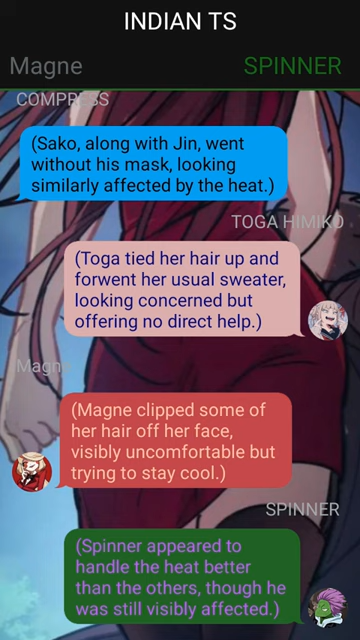 INDIAN TS
Magne
SPINNER
COMPRESS
(Sako, along with Jin, went
without his mask, looking
similarly affected by the heat.)
TOGA HIMIKO
(Toga tied her hair up and
forwent her usual sweater,
looking concerned but
offering no direct help.)
Magne
(Magne clipped some of
her hair off her face,
visibly uncomfortable but
trying to stay cool.)
SPINNER
(Spinner appeared to
handle the heat better
than the others, though he
was still visibly affected.)